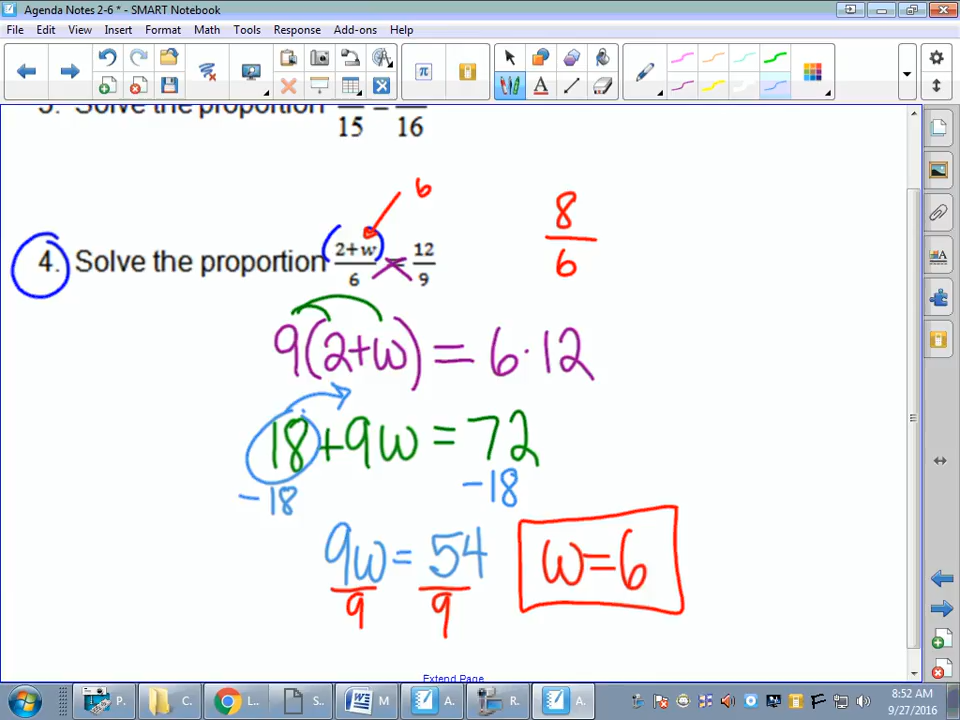 Agenda Notes 2-6 * - SMART Notebook
File Edit View Insert Format Math Tools Response Add-ons Help
Solve the proportion
15 = 16
6
8
6
4. Solve the proportion (2+w)/6 = 12/9
9(2+w) = 6·12
18+9w = 72
-18 -18
9w = 54
9 9
w=6
Extend Page
P. C. L.. S.. M A. R. A.
8:52 AM
9/27/2016